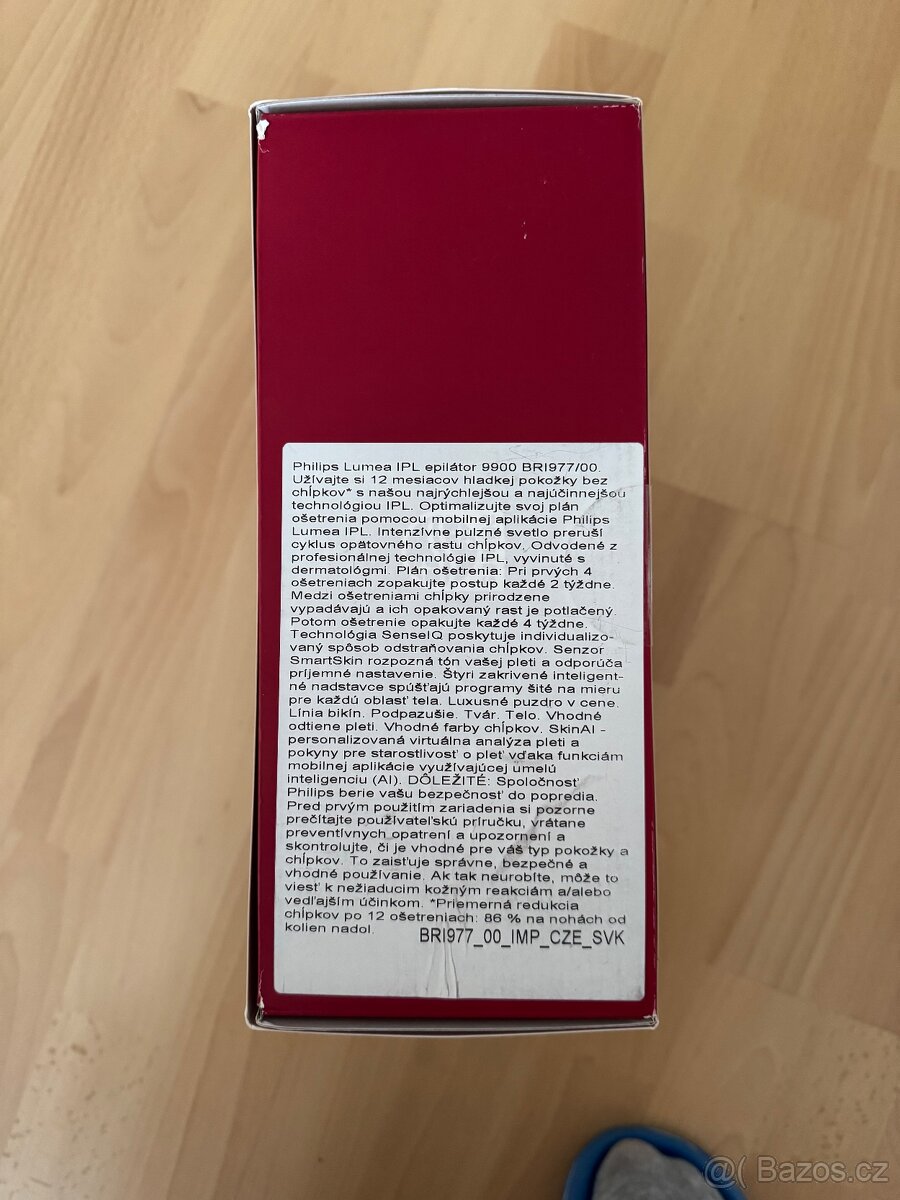 Philips Lumea IPL epilátor 9900 BRI977/00.
Užívajte si 12 mesiacov hladkej pokožky bez
chĺpkov* s našou najrýchlejšou a najúčinnejšou
technológiou IPL. Optimalizujte svoj plán
ošetrenia pomocou mobilnej aplikácie Philips
Lumea IPL. Intenzívne pulzné svetlo preruší
cyklus opätovného rastu chĺpkov. Odvodené z
profesionálnej technológie IPL, vyvinuté s
dermatológmi. Plán ošetrenia: Pri prvých 4
ošetreniach zopakujte postup každé 2 týždne.
Medzi ošetreniami chĺpky prirodzene
vypadávajú a ich opakovaný rast je potlačený.
Potom ošetrenie opakujte každé 4 týždne.
Technológia SenseIQ poskytuje individualizo-
vaný spôsob odstraňovania chĺpkov. Senzor
SmartSkin rozpozná tón vašej pleti a odporúča
príjemné nastavenie. Štyri zakrivené inteligent-
né nadstavce spúšťajú programy šité na mieru
pre každú oblasť tela. Luxusné puzdro v cene.
Línia bikín. Podpazušie. Tvár. Telo. Vhodné
odtiene pleti. Vhodné farby chĺpkov. SkinAI -
personalizovaná virtuálna analýza pleti a
pokyny pre starostlivosť o pleť vďaka funkciám
mobilnej aplikácie využívajúcej umelú
inteligenciu (AI). DÔLEŽITÉ: Spoločnosť
Philips berie vašu bezpečnosť do popredia.
Pred prvým použitím zariadenia si pozorne
prečítajte používateľskú príručku, vrátane
preventívnych opatrení a upozornení a
skontrolujte, či je vhodné pre váš typ pokožky a
chĺpkov. To zaisťuje správne, bezpečné a
vhodné používanie. Ak tak neurobíte, môže to
viesť k nežiaducim kožným reakciám a/alebo
vedľajším účinkom. *Priemerná redukcia
chĺpkov po 12 ošetreniach: 86 % na nohách od
kolien nadol.
BRI977_00_IMP_CZE_SVK
@( Bazos.cz